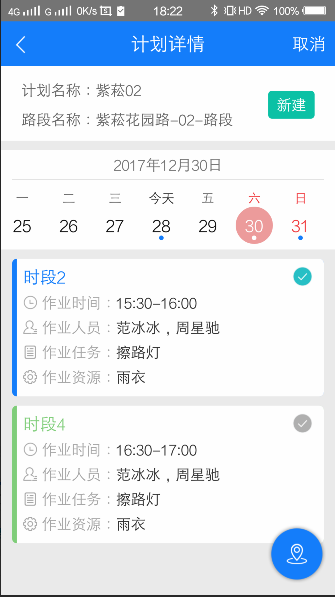 4G G 0K/s 18:22 HD 100%
计划详情 取消
计划名称：紫菘02
新建
路段名称：紫菘花园路-02-路段
2017年12月30日
一 二 三 今天 五 六 日
25 26 27 28 29 30 31
时段2
作业时间：15:30-16:00
作业人员：范冰冰，周星驰
作业任务：擦路灯
作业资源：雨衣
时段4
作业时间：16:30-17:00
作业人员：范冰冰，周星驰
作业任务：擦路灯
作业资源：雨衣